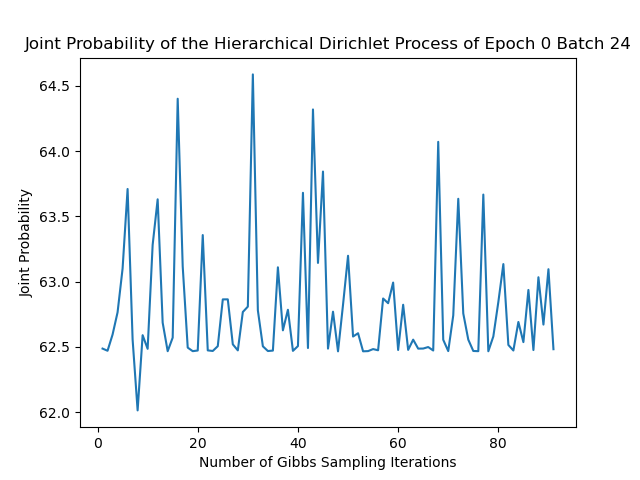 Joint Probability of the Hierarchical Dirichlet Process of Epoch 0 Batch 24
64.5
64.0
63.5
63.0
62.5
62.0
Joint Probability
0 20 40 60 80
Number of Gibbs Sampling Iterations